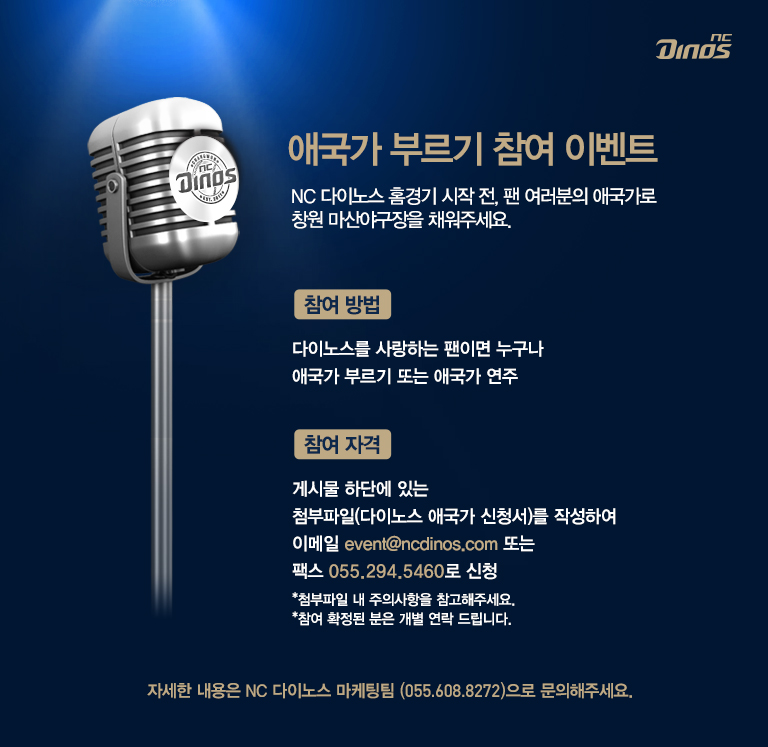 NC
Dinos
NC
Dinos
애국가 부르기 참여 이벤트
NC 다이노스 홈경기 시작 전, 팬 여러분의 애국가로
창원 마산야구장을 채워주세요.
참여 방법
다이노스를 사랑하는 팬이면 누구나
애국가 부르기 또는 애국가 연주
참여 자격
게시물 하단에 있는
첨부파일(다이노스 애국가 신청서)를 작성하여
이메일 event@ncdinos.com 또는
팩스 055.294.5460로 신청
*첨부파일 내 주의사항을 참고해주세요.
*참여 확정된 분은 개별 연락 드립니다.
자세한 내용은 NC 다이노스 마케팅팀 (055.608.8272)으로 문의해주세요.